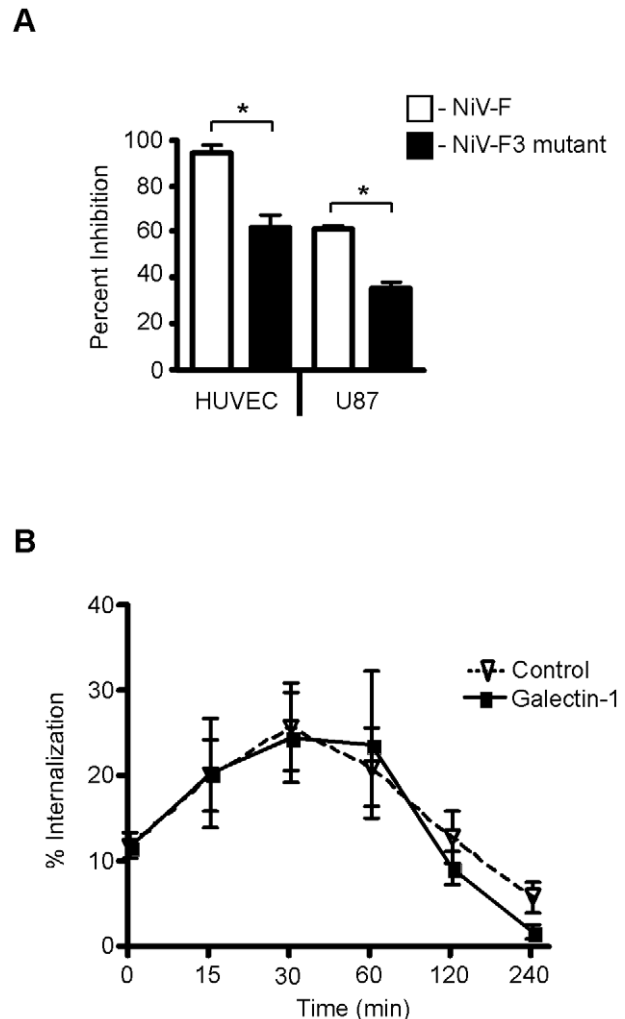 A
- NiV-F
- NiV-F3 mutant
*
*
100
80
60
40
20
0
Percent Inhibition
HUVEC
U87
B
40
30
20
10
0
% Internalization
Control
Galectin-1
0 15 30 60 120 240
Time (min)